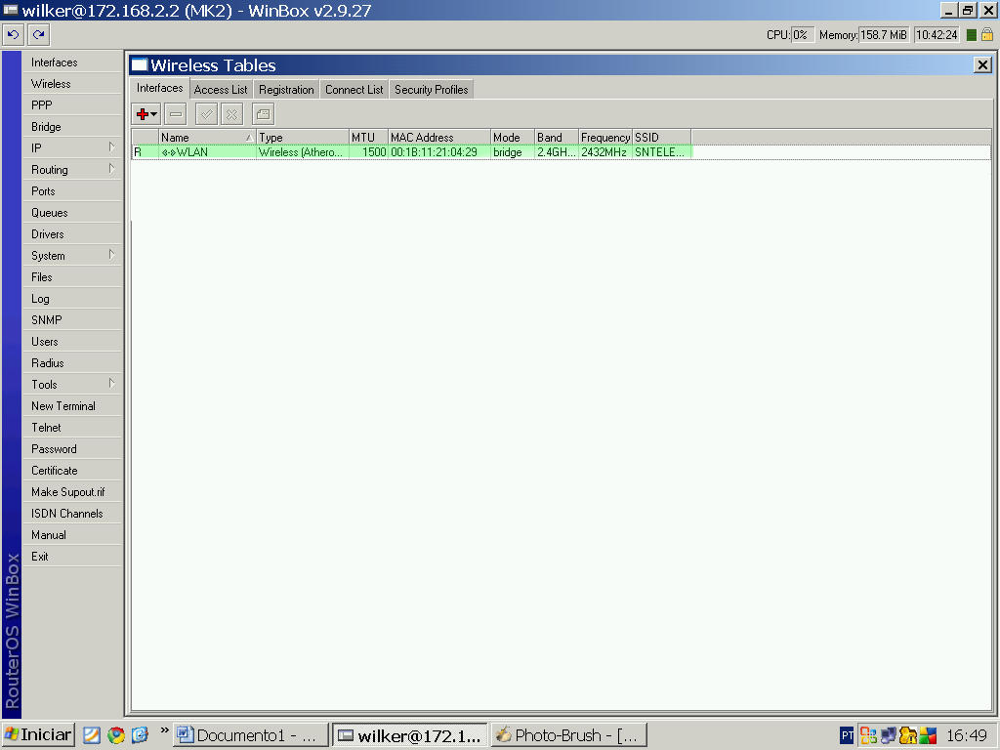 wilker@172.168.2.2 (MK2) - WinBox v2.9.27
CPU: 0% Memory: 158.7 MiB 10:42:24
Interfaces
Wireless
PPP
Bridge
IP
Routing
Ports
Queues
Drivers
System
Files
Log
SNMP
Users
Radius
Tools
New Terminal
Telnet
Password
Certificate
Make Supout.rif
ISDN Channels
Manual
Exit
RouterOS WinBox
Wireless Tables
Interfaces Access List Registration Connect List Security Profiles
Name Type MTU MAC Address Mode Band Frequency SSID
R WLAN Wireless (Athero... 1500 00:1B:11:21:04:29 bridge 2.4GH... 2432MHz SNTELE...
Iniciar » Documento1 - ... wilker@172.1... Photo-Brush - [... PT 16:49